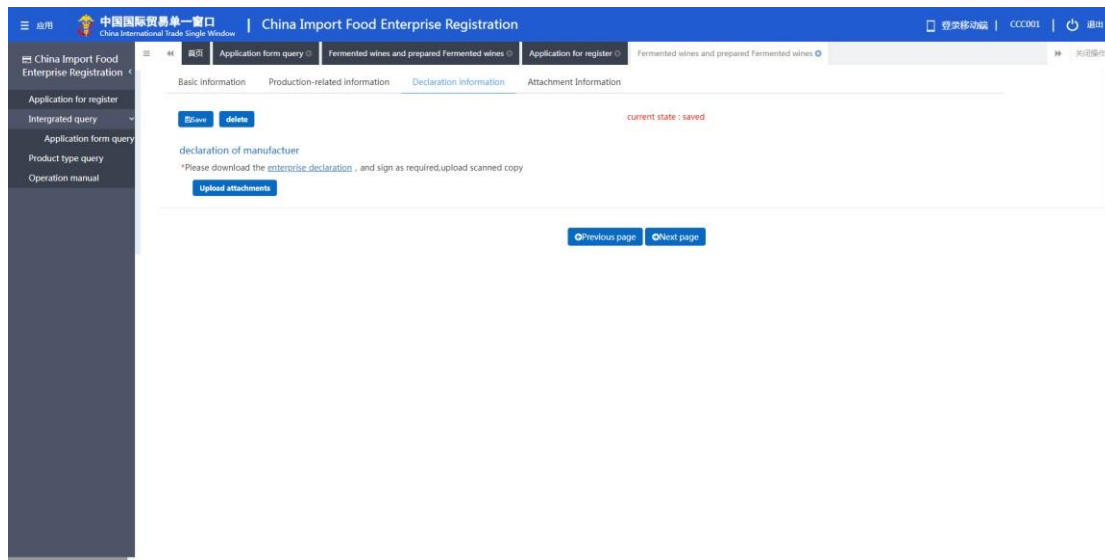 应用
中国国际贸易单一窗口
China International Trade Single Window
| China Import Food Enterprise Registration
登录移动端 | CCC001 | 退出
China Import Food
Enterprise Registration
Application for register
Intergrated query
Application form query
Product type query
Operation manual
首页 Application form query Fermented wines and prepared Fermented wines Application for register Fermented wines and prepared Fermented wines 关闭操作
Basic information Production-related information Declaration information Attachment Information
Save delete
current state : saved
declaration of manufactuer
*Please download the enterprise declaration , and sign as required,upload scanned copy
Upload attachments
Previous page Next page